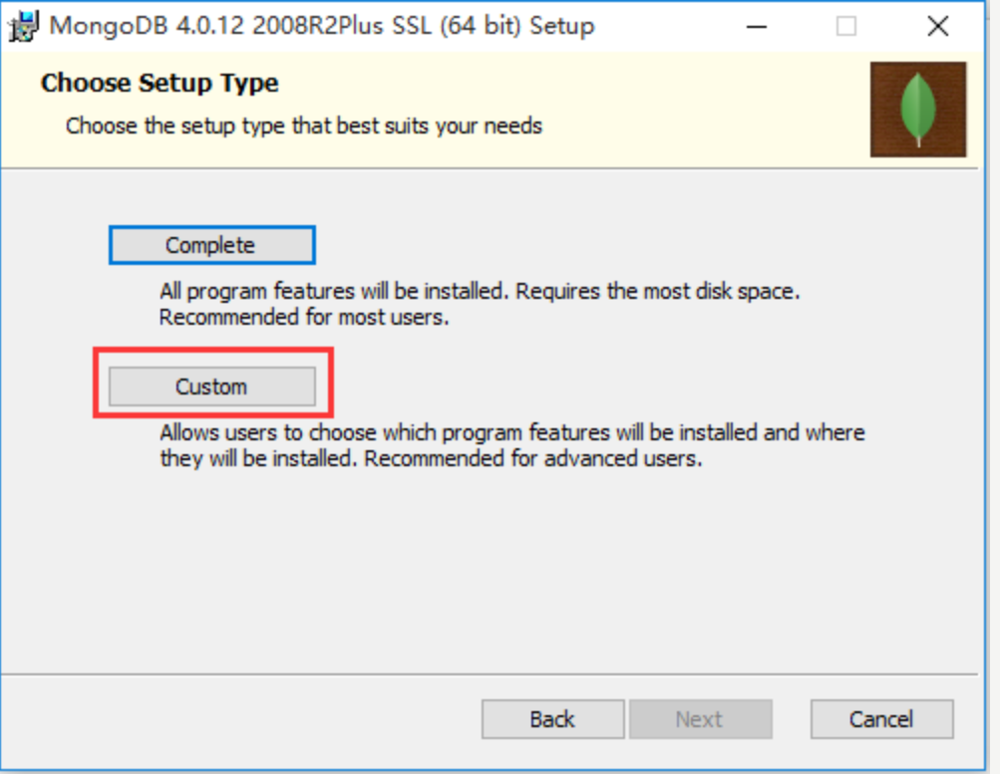 MongoDB 4.0.12 2008R2Plus SSL (64 bit) Setup
Choose Setup Type
Choose the setup type that best suits your needs
Complete
All program features will be installed. Requires the most disk space.
Recommended for most users.
Custom
Allows users to choose which program features will be installed and where
they will be installed. Recommended for advanced users.
Back
Next
Cancel